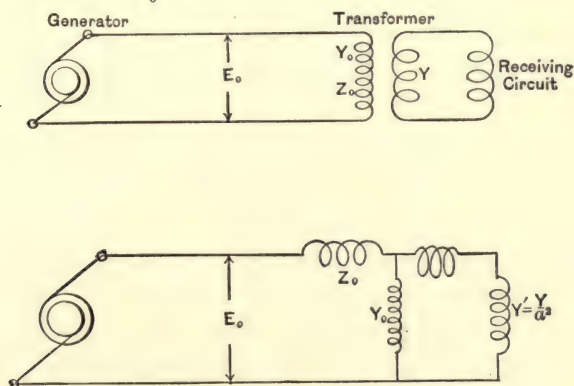 Generator
Transformer
E₀
Y₀
Z₀
Y
Receiving
Circuit
Z₀
E₀
Y₀
Y'=Y/a²